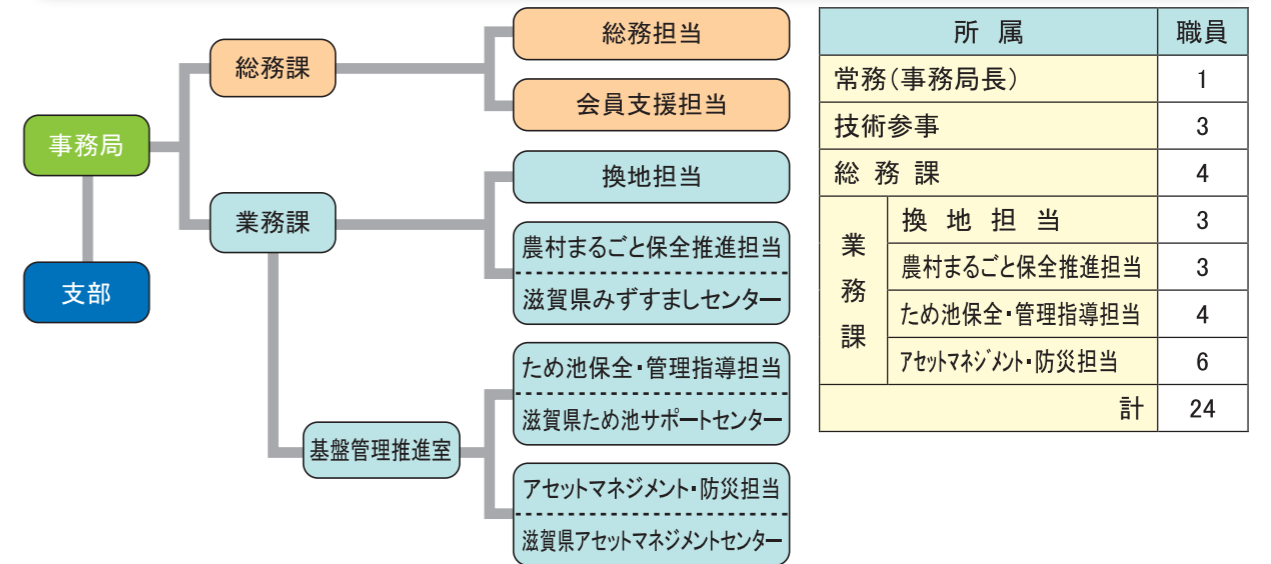 事務局
支部
総務課
業務課
基盤管理推進室
総務担当
会員支援担当
換地担当
農村まるごと保全推進担当
滋賀県みずすましセンター
ため池保全・管理指導担当
滋賀県ため池サポートセンター
アセットマネジメント・防災担当
滋賀県アセットマネジメントセンター
所 属 職員
常務(事務局長) 1
技術参事 3
総 務 課 4
業務課
換 地 担 当 3
農村まるごと保全推進担当 3
ため池保全・管理指導担当 4
アセットマネジメント・防災担当 6
計 24